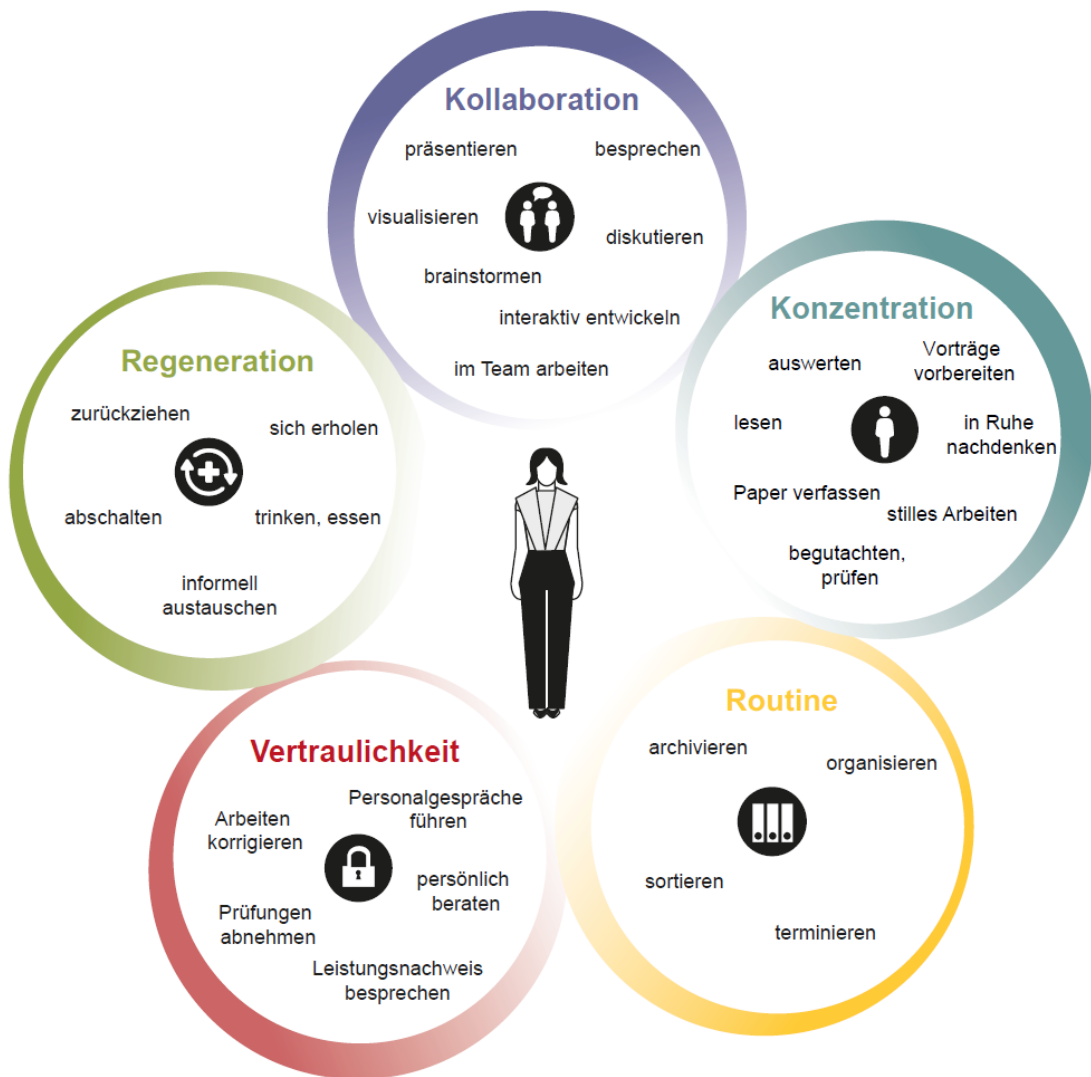 Kollaboration
präsentieren
besprechen
visualisieren
diskutieren
brainstormen
interaktiv entwickeln
im Team arbeiten
Konzentration
auswerten
Vorträge
vorbereiten
lesen
in Ruhe
nachdenken
Paper verfassen
stilles Arbeiten
begutachten,
prüfen
Regeneration
zurückziehen
sich erholen
abschalten
trinken, essen
informell
austauschen
Vertraulichkeit
Personalgespräche
führen
Arbeiten
korrigieren
persönlich
beraten
Prüfungen
abnehmen
Leistungsnachweis
besprechen
Routine
archivieren
organisieren
sortieren
terminieren